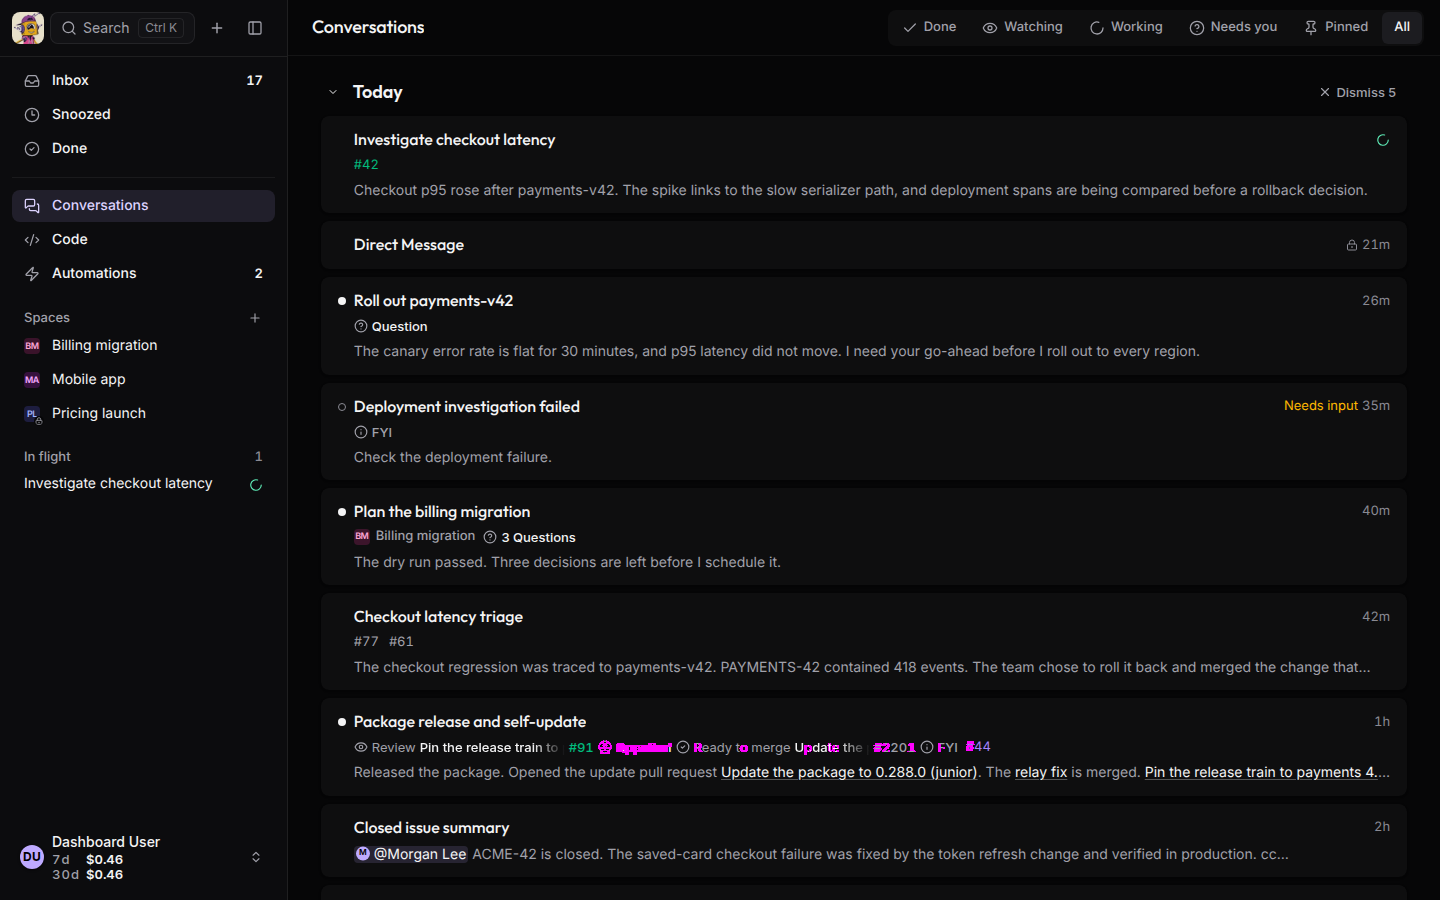 Search Ctrl K
Inbox 17
Snoozed
Done
Conversations
Code
Automations 2
Spaces
BM Billing migration
MA Mobile app
PL Pricing launch
In flight 1
Investigate checkout latency
DU Dashboard User
7d $0.46
30d $0.46
Conversations Done Watching Working Needs you Pinned All
Today Dismiss 5
Investigate checkout latency
#42
Checkout p95 rose after payments-v42. The spike links to the slow serializer path, and deployment spans are being compared before a rollback decision.
Direct Message 21m
Roll out payments-v42 26m
Question
The canary error rate is flat for 30 minutes, and p95 latency did not move. I need your go-ahead before I roll out to every region.
Deployment investigation failed Needs input 35m
FYI
Check the deployment failure.
Plan the billing migration 40m
BM Billing migration 3 Questions
The dry run passed. Three decisions are left before I schedule it.
Checkout latency triage 42m
#77 #61
The checkout regression was traced to payments-v42. PAYMENTS-42 contained 418 events. The team chose to roll it back and merged the change that...
Package release and self-update 1h
Review Pin the release train to #91 Ready to merge Update the FYI
Released the package. Opened the update pull request Update the package to 0.288.0 (junior). The relay fix is merged. Pin the release train to payments 4....
Closed issue summary 2h
M @Morgan Lee ACME-42 is closed. The saved-card checkout failure was fixed by the token refresh change and verified in production. cc...